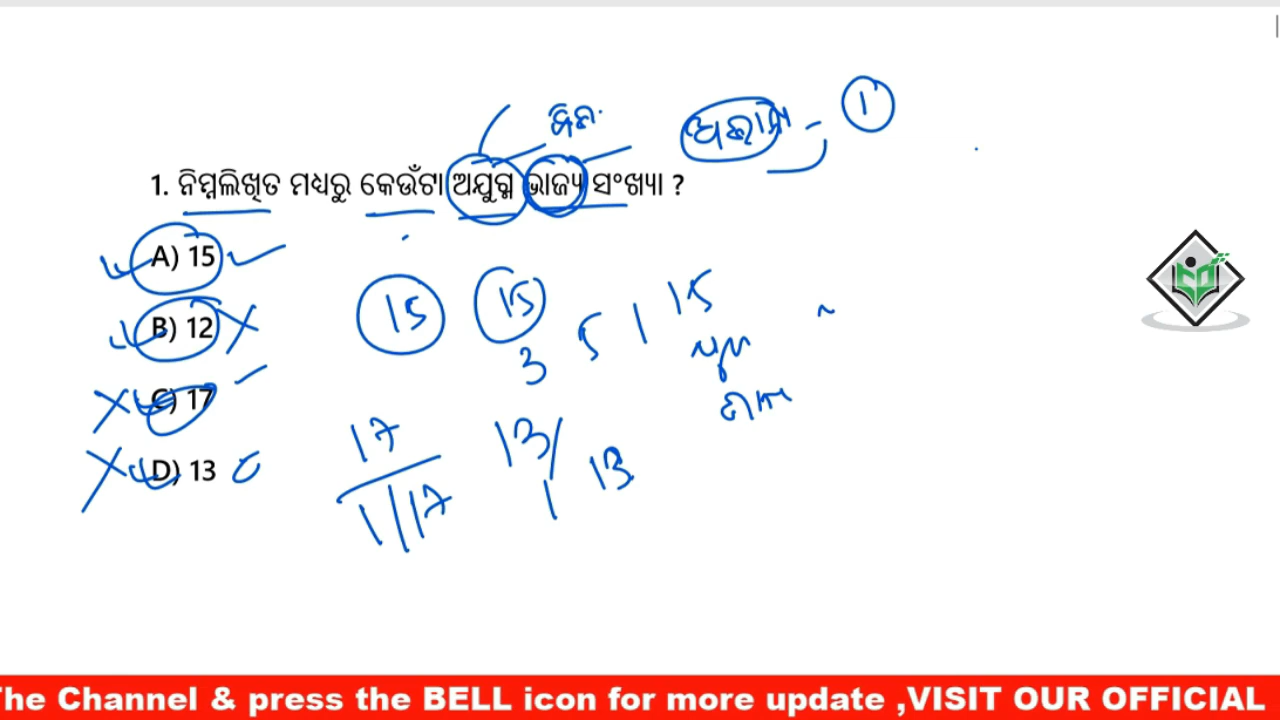 1. ନିମ୍ନଲିଖିତ ମଧ୍ୟରୁ କେଉଁଟା ଅଯୁଗ୍ମ ଭାଜ୍ୟ ସଂଖ୍ୟା ?
1
A) 15
B) 12
C) 17
D) 13
15 15
3 5 1 15
17 13
1 17 1 13
The Channel & press the BELL icon for more update ,VISIT OUR OFFICIAL